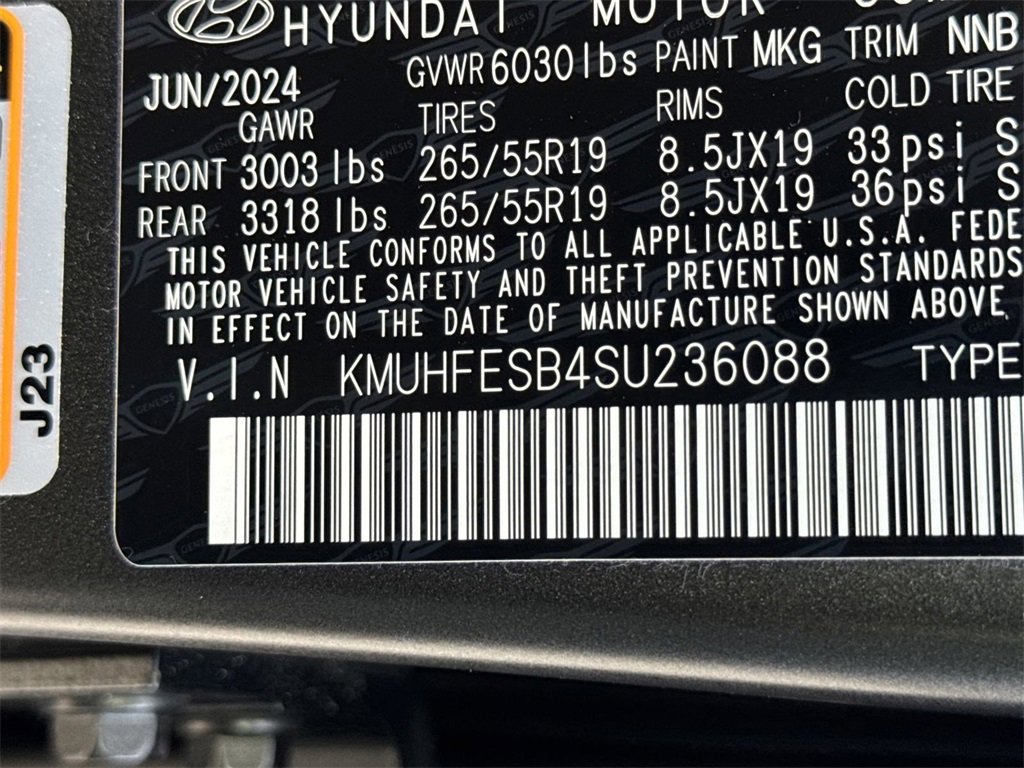 HYUNDAI MOTOR
JUN/2024 GVWR 6030 lbs PAINT MKG TRIM NNB
GAWR TIRES RIMS COLD TIRE
FRONT 3003 lbs 265/55R19 8.5JX19 33psi S
REAR 3318 lbs 265/55R19 8.5JX19 36psi S
THIS VEHICLE CONFORMS TO ALL APPLICABLE U.S.A. FEDE
MOTOR VEHICLE SAFETY AND THEFT PREVENTION STANDARDS
IN EFFECT ON THE DATE OF MANUFACTURE SHOWN ABOVE.
V.I.N KMUHFESB4SU236088 TYPE
J23